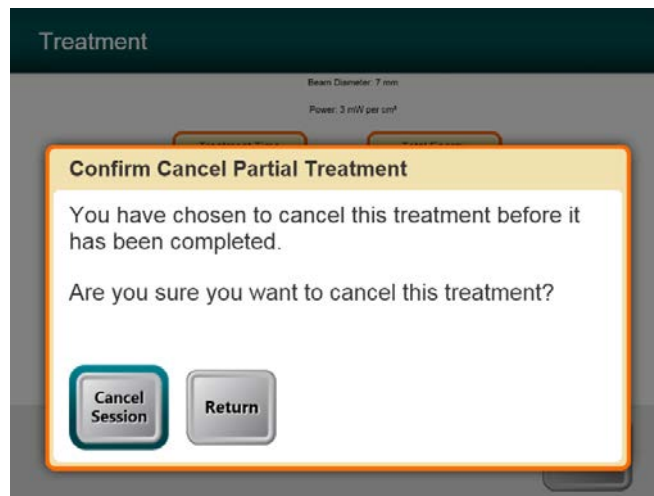 Treatment
Beam Diameter: 7 mm
Power: 3 mW per cm²
Confirm Cancel Partial Treatment
You have chosen to cancel this treatment before it
has been completed.
Are you sure you want to cancel this treatment?
Cancel
Session
Return